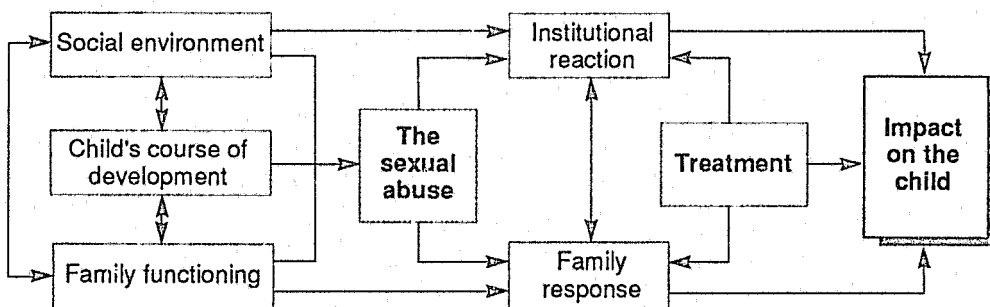 Social environment
Child's course of
development
Family functioning
The
sexual
abuse
Institutional
reaction
Family
response
Treatment
Impact
on the
child